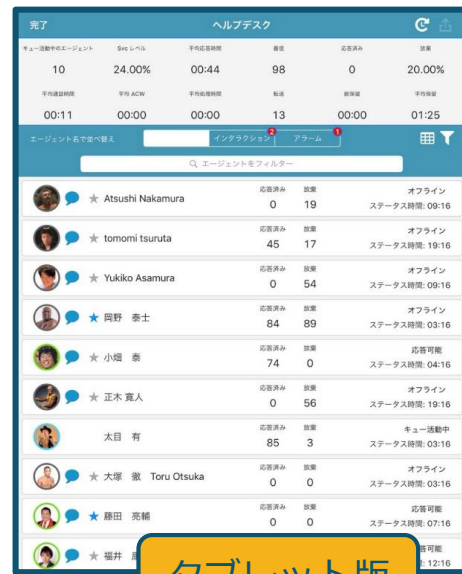 完了 ヘルプデスク
キュー活動中のエージェント Svc レベル 平均応答時間 着信 応答済み 放棄
10 24.00% 00:44 98 0 20.00%
平均通話時間 平均 ACW 平均処理時間 転送 総保留 平均保留
00:11 00:00 00:00 13 00:00 01:25
エージェント名で並べ替え インタラクション 2 アラーム 1
エージェントをフィルター
Atsushi Nakamura 応答済み 0 放棄 19 オフライン ステータス時間: 09:16
tomomi tsuruta 応答済み 45 放棄 17 オフライン ステータス時間: 19:16
Yukiko Asamura 応答済み 0 放棄 54 オフライン ステータス時間: 09:16
岡野 泰士 応答済み 84 放棄 89 オフライン ステータス時間: 03:16
小畑 泰 応答済み 74 放棄 0 応答可能 ステータス時間: 04:16
正木 寛人 応答済み 0 放棄 56 オフライン ステータス時間: 19:16
太目 有 応答済み 85 放棄 3 キュー活動中 ステータス時間: 03:16
大塚 徹 Toru Otsuka 応答済み 0 放棄 0 オフライン ステータス時間: 03:16
藤田 亮輔 応答済み 0 放棄 0 応答可能 ステータス時間: 07:16
福井 12:16
タブレット版